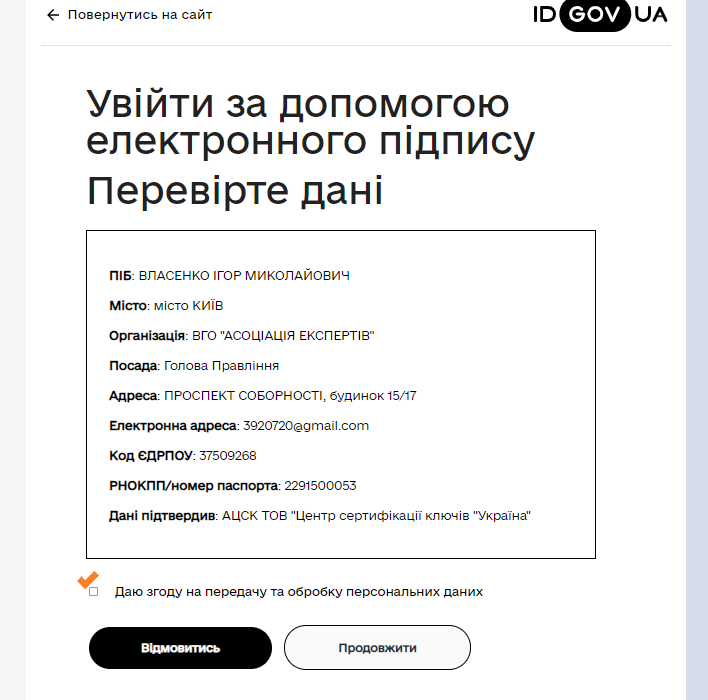 ← Повернутись на сайт
ID GOV UA
Увійти за допомогою
електронного підпису
Перевірте дані
ПІБ: ВЛАСЕНКО ІГОР МИКОЛАЙОВИЧ
Місто: місто КИЇВ
Організація: ВГО "АСОЦІАЦІЯ ЕКСПЕРТІВ"
Посада: Голова Правління
Адреса: ПРОСПЕКТ СОБОРНОСТІ, будинок 15/17
Електронна адреса: 3920720@gmail.com
Код ЄДРПОУ: 37509268
РНОКПП/номер паспорта: 2291500053
Дані підтвердив: АЦСК ТОВ "Центр сертифікації ключів "Україна"
Даю згоду на передачу та обробку персональних даних
Відмовитись
Продовжити